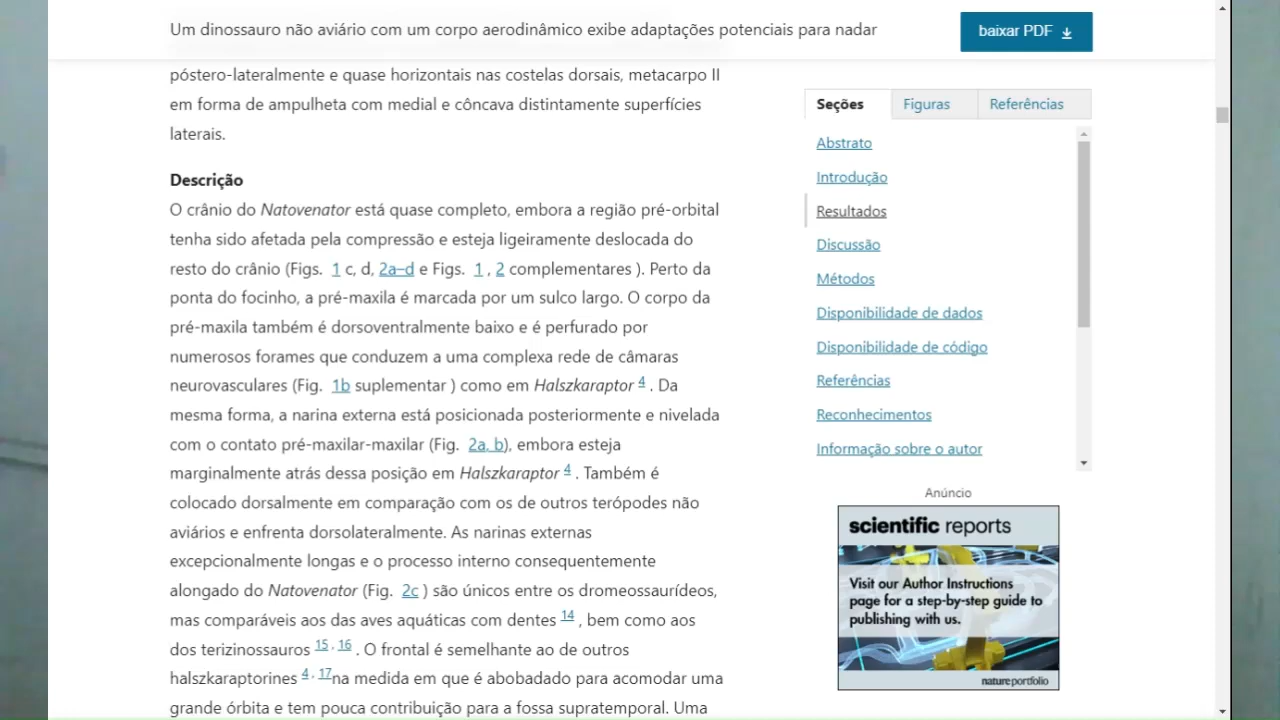 Um dinossauro não aviário com um corpo aerodinâmico exibe adaptações potenciais para nadar
baixar PDF
póstero-lateralmente e quase horizontais nas costelas dorsais, metacarpo II
em forma de ampulheta com medial e côncava distintamente superfícies
laterais.
Descrição
O crânio do Natovenator está quase completo, embora a região pré-orbital
tenha sido afetada pela compressão e esteja ligeiramente deslocada do
resto do crânio (Figs. 1 c, d, 2a–d e Figs. 1 , 2 complementares ). Perto da
ponta do focinho, a pré-maxila é marcada por um sulco largo. O corpo da
pré-maxila também é dorsoventralmente baixo e é perfurado por
numerosos forames que conduzem a uma complexa rede de câmaras
neurovasculares (Fig. 1b suplementar ) como em Halszkaraptor 4 . Da
mesma forma, a narina externa está posicionada posteriormente e nivelada
com o contato pré-maxilar-maxilar (Fig. 2a, b), embora esteja
marginalmente atrás dessa posição em Halszkaraptor 4 . Também é
colocado dorsalmente em comparação com os de outros terópodes não
aviários e enfrenta dorsolateralmente. As narinas externas
excepcionalmente longas e o processo interno consequentemente
alongado do Natovenator (Fig. 2c ) são únicos entre os dromeossaurídeos,
mas comparáveis aos das aves aquáticas com dentes 14 , bem como aos
dos terizinossauros 15 , 16 . O frontal é semelhante ao de outros
halszkaraptorines 4 , 17na medida em que é abobadado para acomodar uma
grande órbita e tem pouca contribuição para a fossa supratemporal. Uma
Seções
Figuras
Referências
Abstrato
Introdução
Resultados
Discussão
Métodos
Disponibilidade de dados
Disponibilidade de código
Referências
Reconhecimentos
Informação sobre o autor
Anúncio
scientific reports
Visit our Author Instructions
page for a step-by-step guide to
publishing with us.
natureportfolio